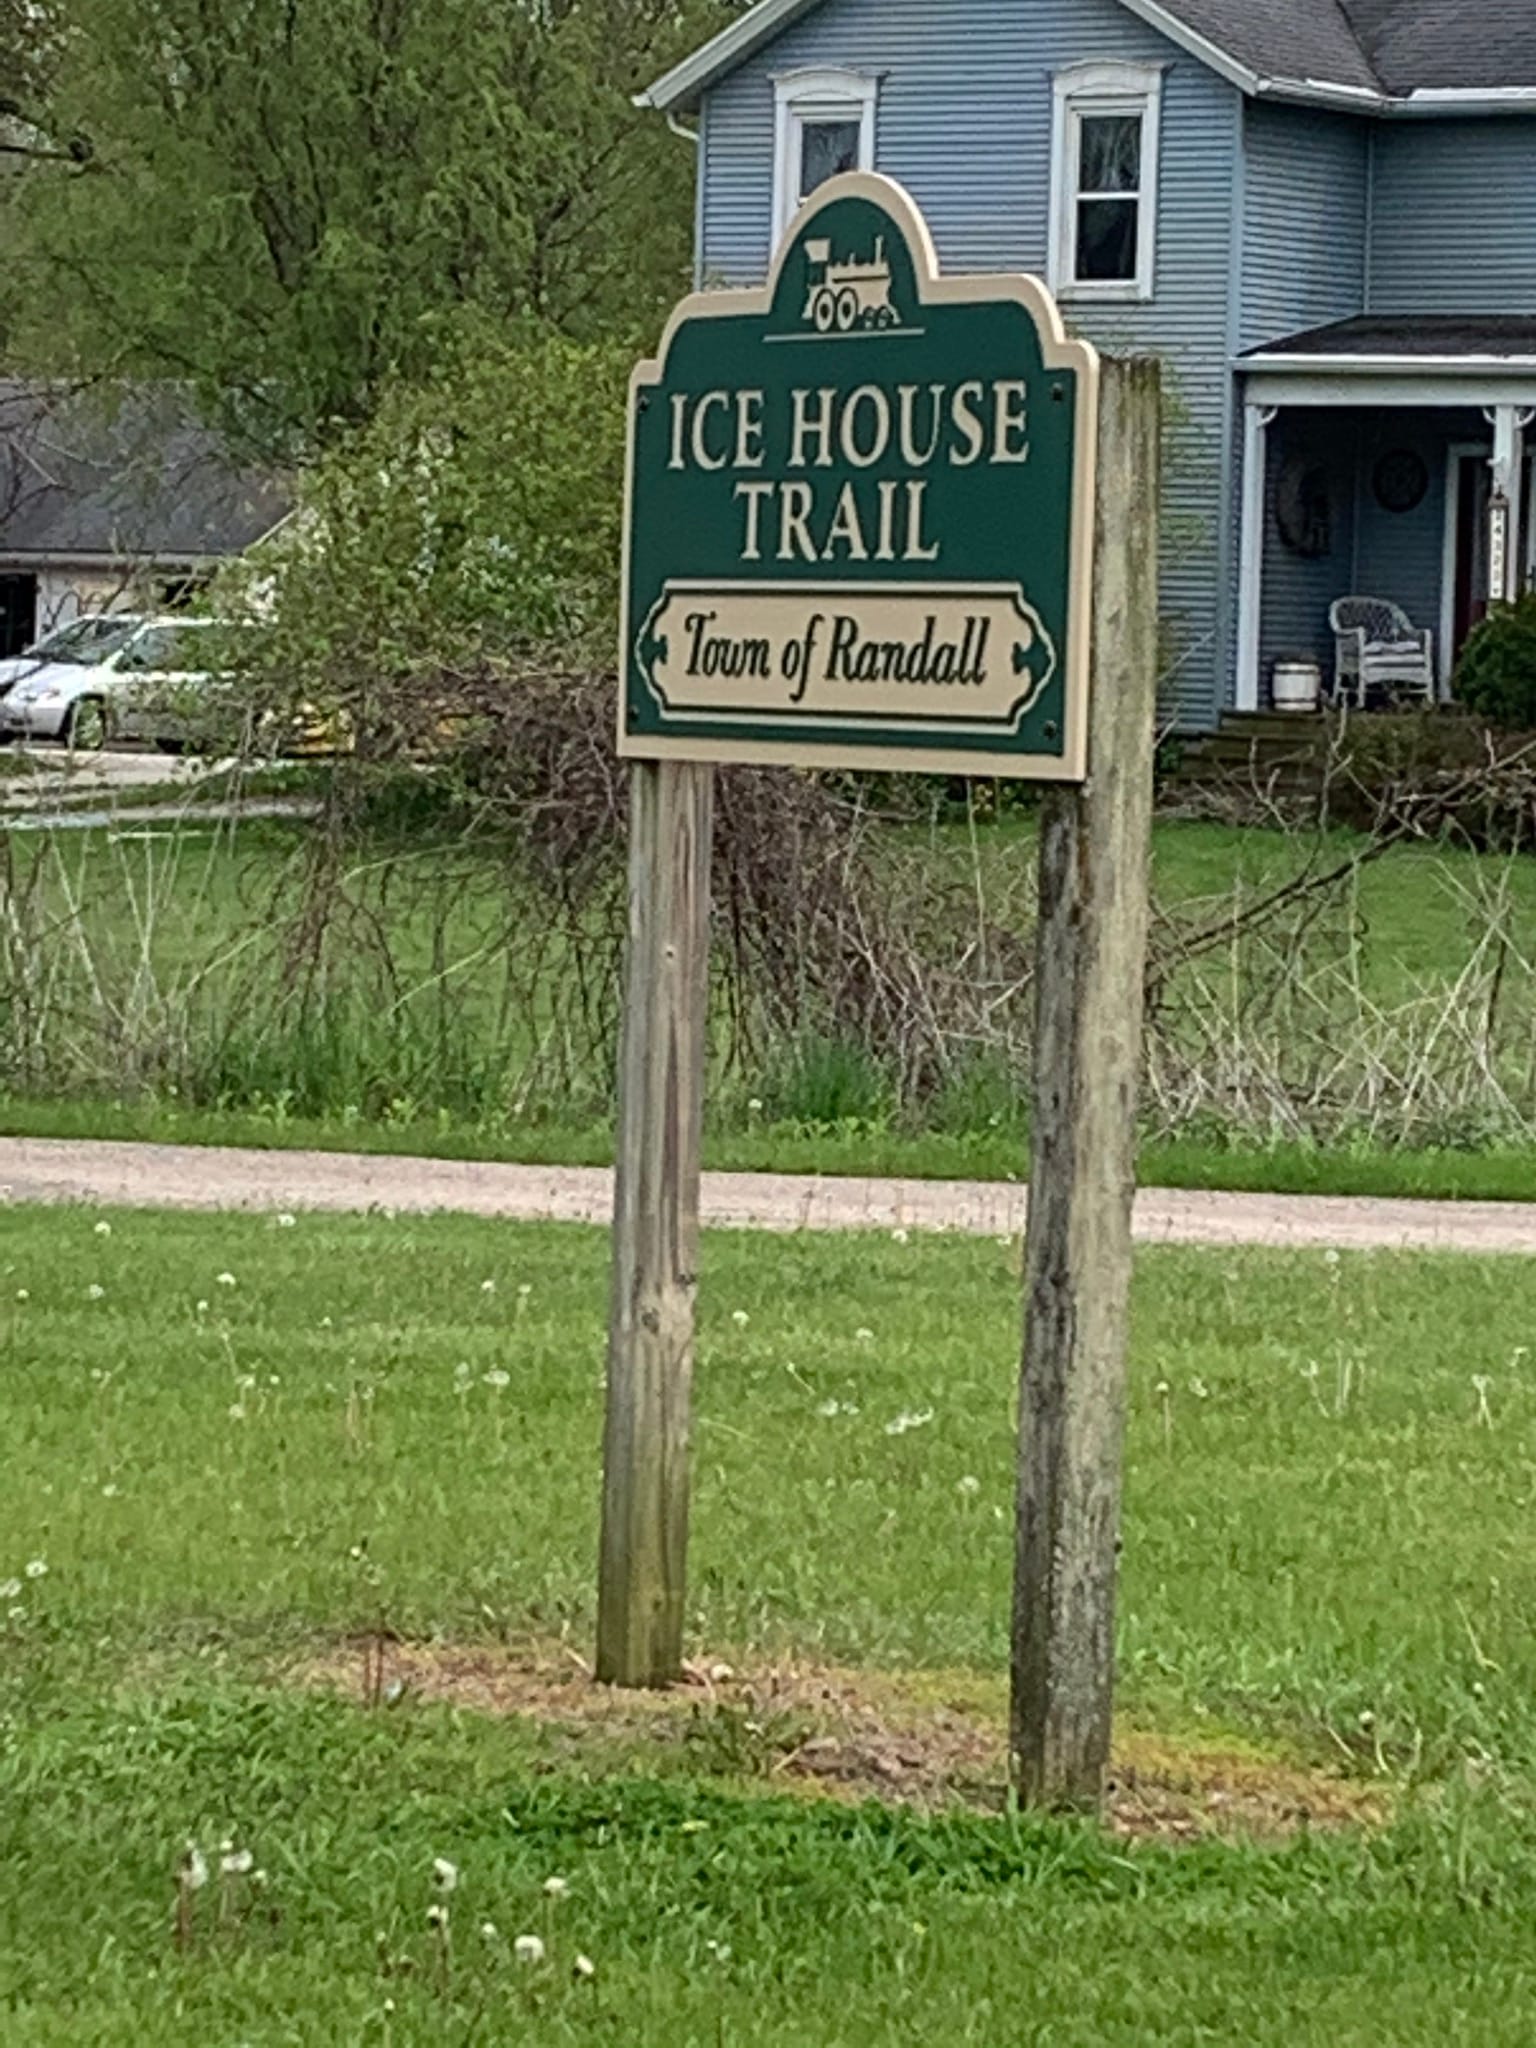 ICE HOUSE
TRAIL
Town of Randall